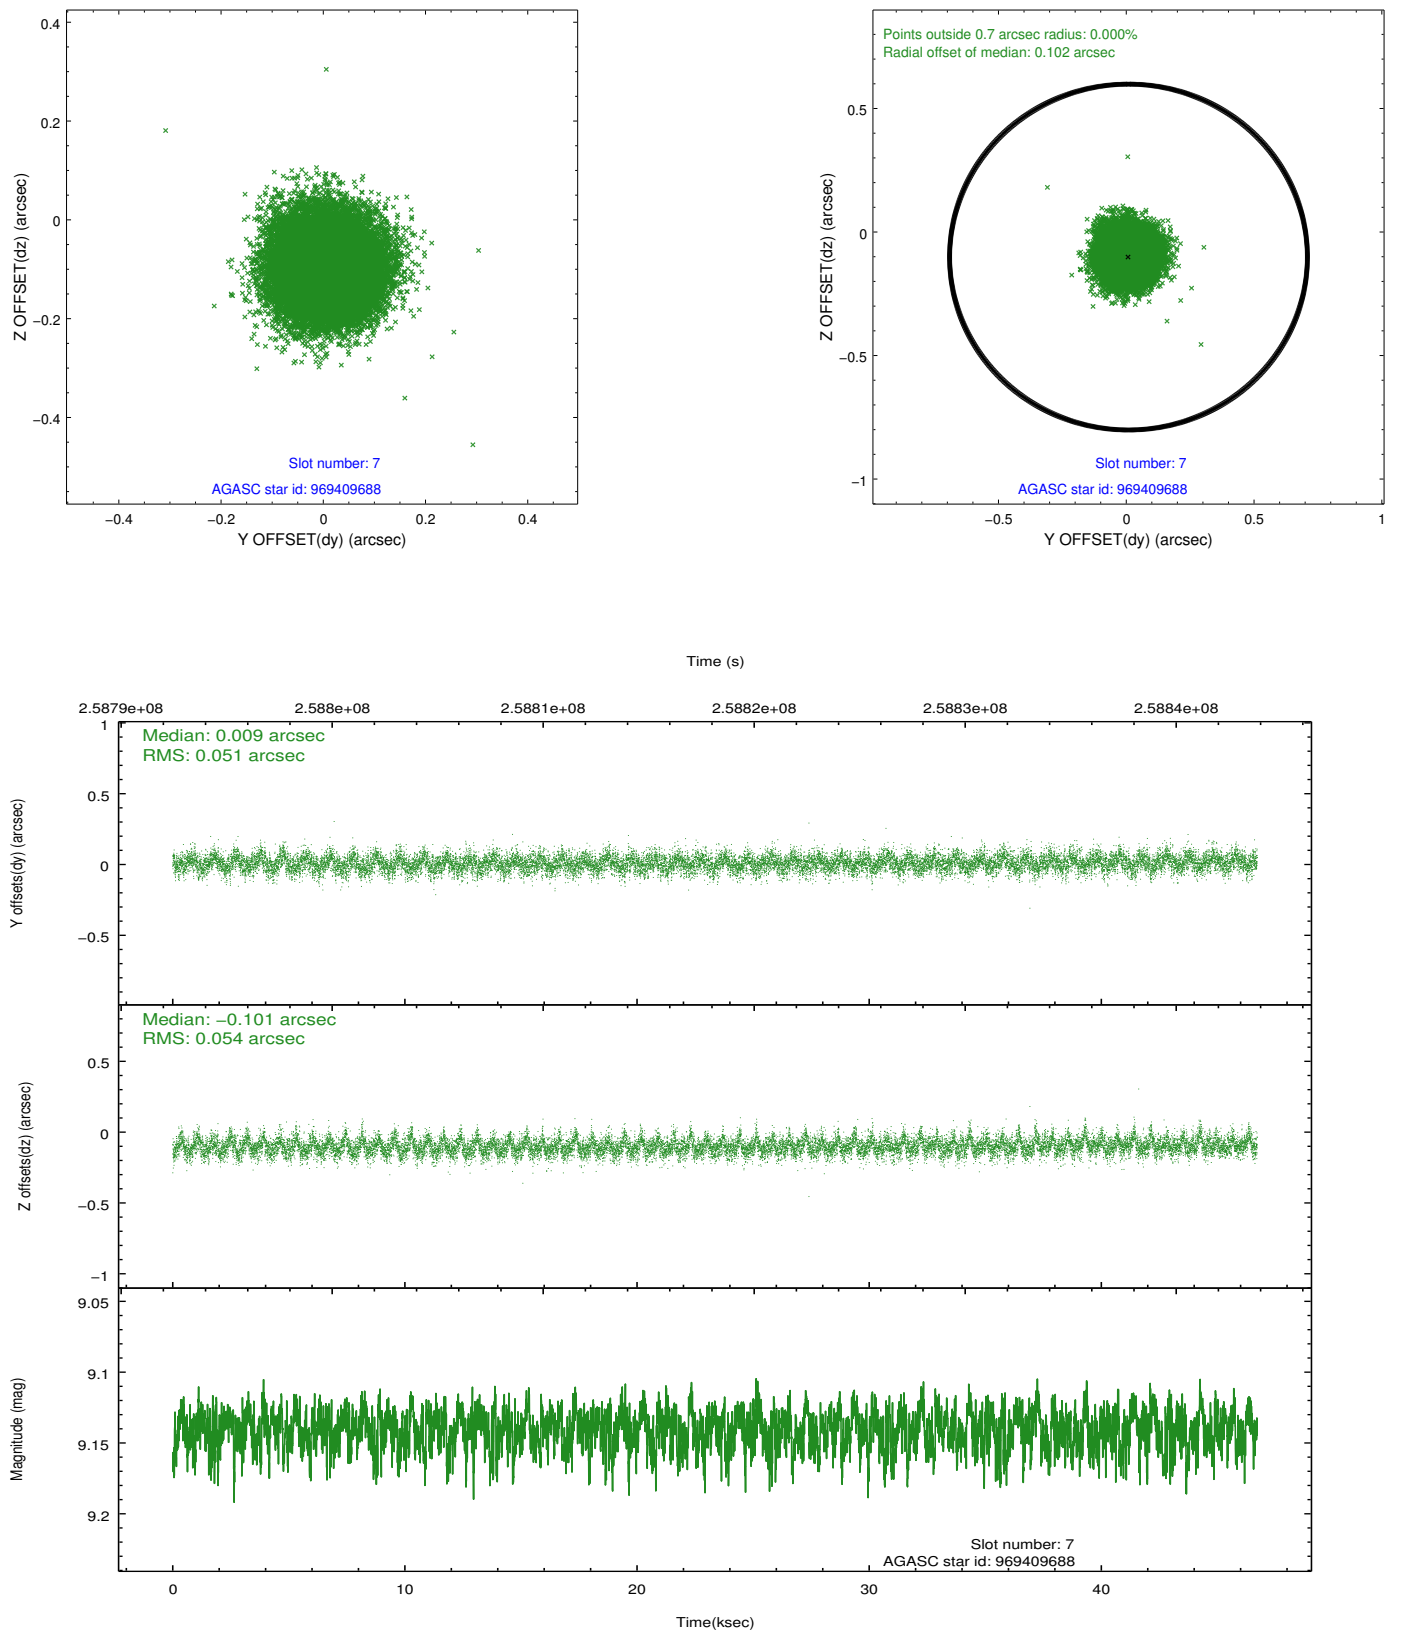 0.4
0.2
0
−0.2
−0.4
Z OFFSET(dz) (arcsec)
Slot number: 7
AGASC star id: 969409688
−0.4
−0.2
0
0.2
0.4
Y OFFSET(dy) (arcsec)
Points outside 0.7 arcsec radius: 0.000%
Radial offset of median: 0.102 arcsec
0.5
0
−0.5
−1
Z OFFSET(dz) (arcsec)
Slot number: 7
AGASC star id: 969409688
−0.5
0
0.5
1
Y OFFSET(dy) (arcsec)
Time (s)
2.5879e+08
2.588e+08
2.5881e+08
2.5882e+08
2.5883e+08
2.5884e+08
Median: 0.009 arcsec
RMS: 0.051 arcsec
1
0.5
0
−0.5
Y offsets(dy) (arcsec)
Median: −0.101 arcsec
RMS: 0.054 arcsec
0.5
0
−0.5
−1
Z offsets(dz) (arcsec)
9.05
9.1
9.15
9.2
Magnitude (mag)
Slot number: 7
AGASC star id: 969409688
0
10
20
30
40
Time(ksec)